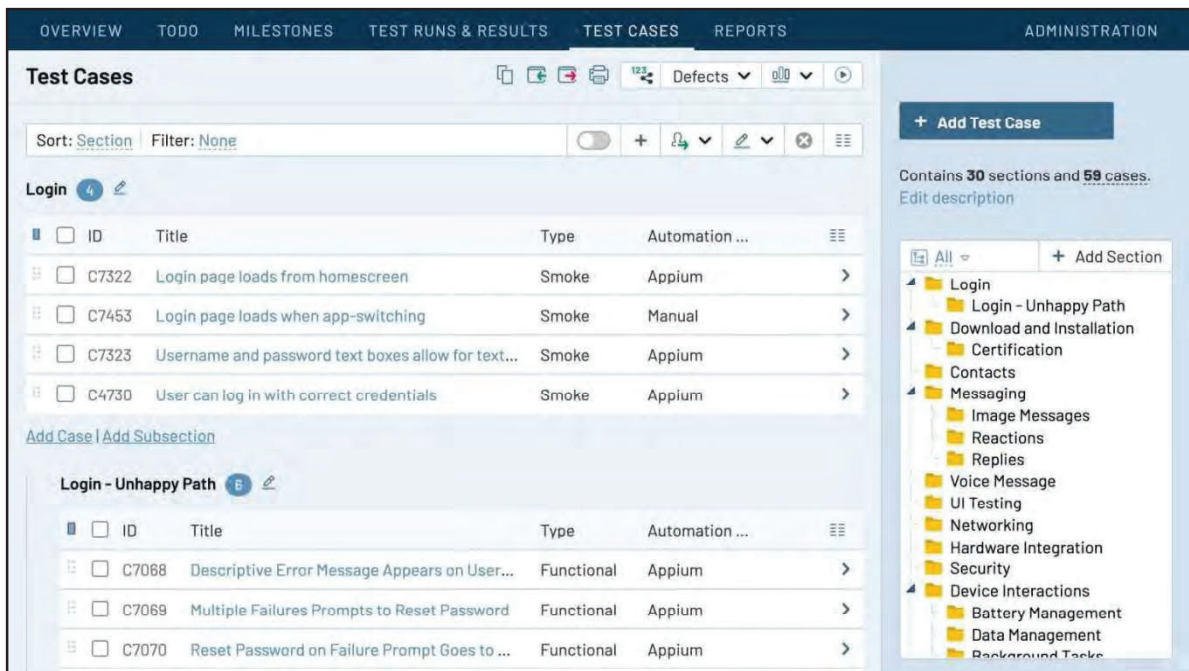 OVERVIEW TODO MILESTONES TEST RUNS & RESULTS TEST CASES REPORTS ADMINISTRATION
Test Cases
123 Defects
+ Add Test Case
Sort: Section Filter: None
Contains 30 sections and 59 cases.
Edit description
Login 4
ID Title Type Automation ...
C7322 Login page loads from homescreen Smoke Appium
C7453 Login page loads when app-switching Smoke Manual
C7323 Username and password text boxes allow for text... Smoke Appium
C4730 User can log in with correct credentials Smoke Appium
Add Case | Add Subsection
Login - Unhappy Path 6
ID Title Type Automation ...
C7068 Descriptive Error Message Appears on User... Functional Appium
C7069 Multiple Failures Prompts to Reset Password Functional Appium
C7070 Reset Password on Failure Prompt Goes to ... Functional Appium
All + Add Section
Login
Login - Unhappy Path
Download and Installation
Certification
Contacts
Messaging
Image Messages
Reactions
Replies
Voice Message
UI Testing
Networking
Hardware Integration
Security
Device Interactions
Battery Management
Data Management
Background Tasks